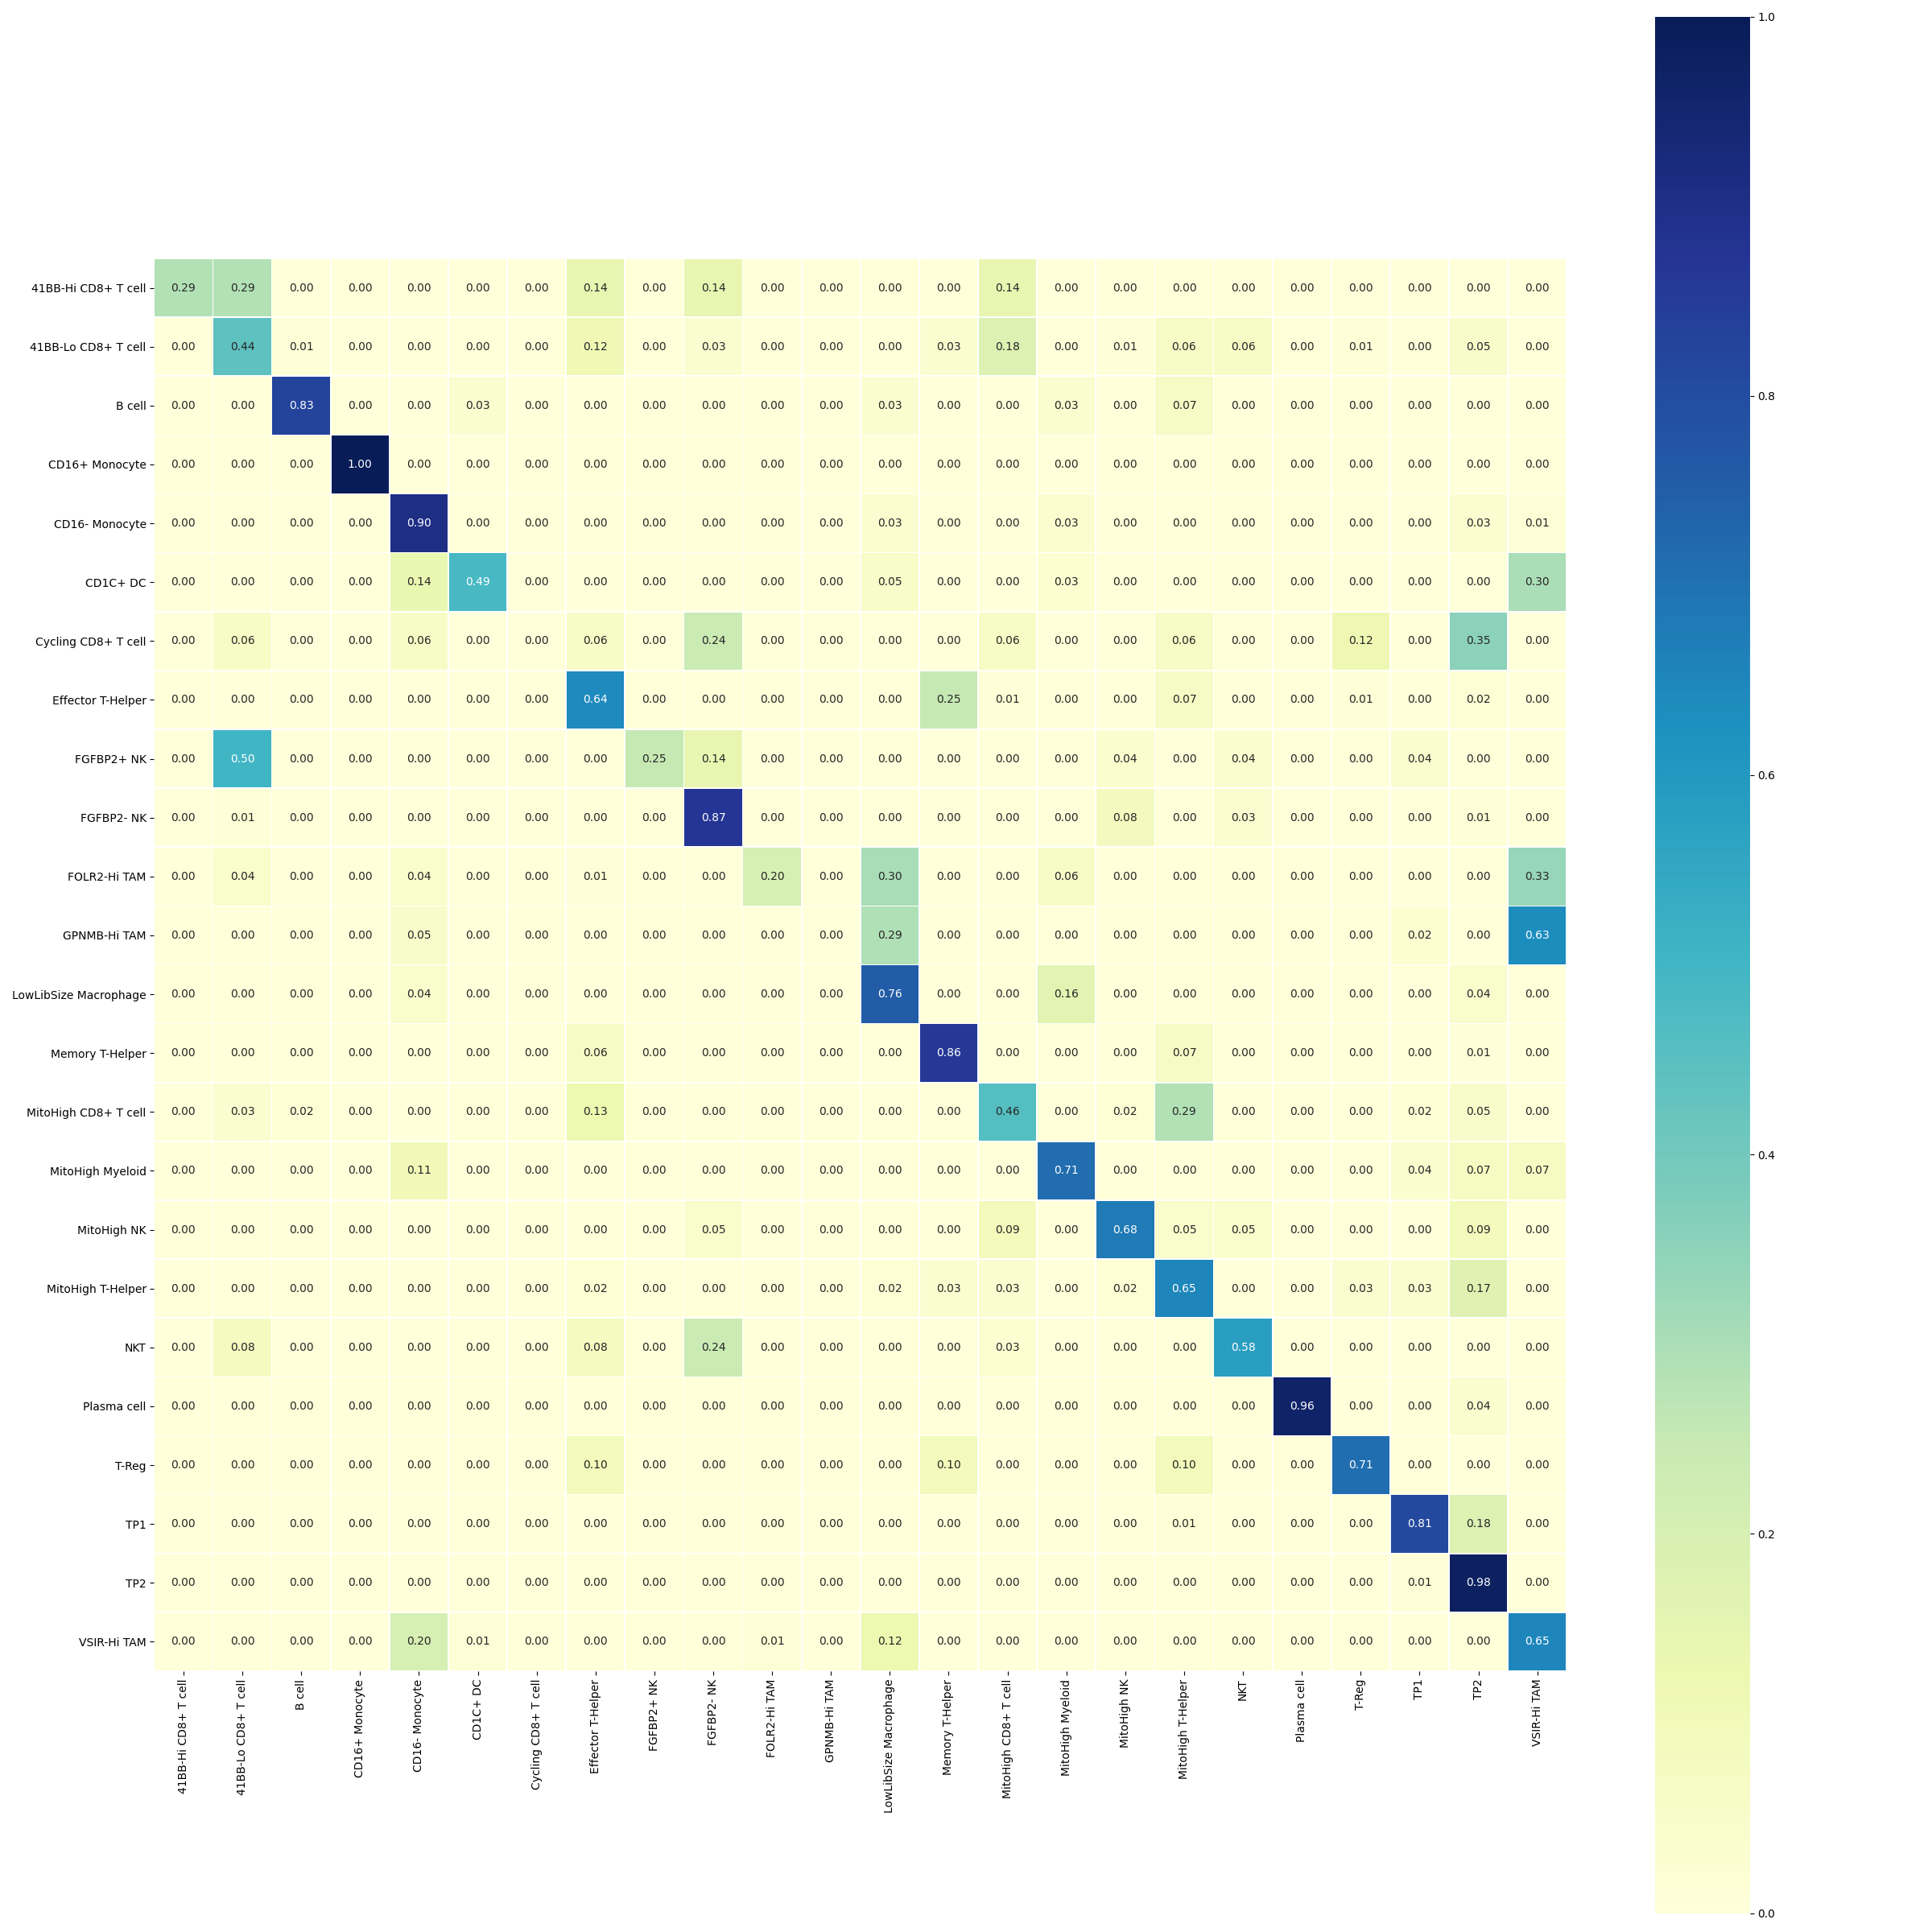 41BB-Hi CD8+ T cell 0.29 0.29 0.00 0.00 0.00 0.00 0.00 0.14 0.00 0.14 0.00 0.00 0.00 0.00 0.14 0.00 0.00 0.00 0.00 0.00 0.00 0.00 0.00 0.00
41BB-Lo CD8+ T cell 0.00 0.44 0.01 0.00 0.00 0.00 0.00 0.12 0.00 0.03 0.00 0.00 0.00 0.03 0.18 0.00 0.01 0.06 0.06 0.00 0.01 0.00 0.05 0.00
B cell 0.00 0.00 0.83 0.00 0.00 0.03 0.00 0.00 0.00 0.00 0.00 0.00 0.03 0.00 0.00 0.03 0.00 0.07 0.00 0.00 0.00 0.00 0.00 0.00
CD16+ Monocyte 0.00 0.00 0.00 1.00 0.00 0.00 0.00 0.00 0.00 0.00 0.00 0.00 0.00 0.00 0.00 0.00 0.00 0.00 0.00 0.00 0.00 0.00 0.00 0.00
CD16- Monocyte 0.00 0.00 0.00 0.00 0.90 0.00 0.00 0.00 0.00 0.00 0.00 0.00 0.03 0.00 0.00 0.03 0.00 0.00 0.00 0.00 0.00 0.00 0.03 0.01
CD1C+ DC 0.00 0.00 0.00 0.00 0.14 0.49 0.00 0.00 0.00 0.00 0.00 0.00 0.05 0.00 0.00 0.03 0.00 0.00 0.00 0.00 0.00 0.00 0.00 0.30
Cycling CD8+ T cell 0.00 0.06 0.00 0.00 0.06 0.00 0.00 0.06 0.00 0.24 0.00 0.00 0.00 0.00 0.06 0.00 0.00 0.06 0.00 0.00 0.12 0.00 0.35 0.00
Effector T-Helper 0.00 0.00 0.00 0.00 0.00 0.00 0.00 0.64 0.00 0.00 0.00 0.00 0.00 0.25 0.01 0.00 0.00 0.07 0.00 0.00 0.01 0.00 0.02 0.00
FGFBP2+ NK 0.00 0.50 0.00 0.00 0.00 0.00 0.00 0.00 0.25 0.14 0.00 0.00 0.00 0.00 0.00 0.00 0.04 0.00 0.04 0.00 0.00 0.04 0.00 0.00
FGFBP2- NK 0.00 0.01 0.00 0.00 0.00 0.00 0.00 0.00 0.00 0.87 0.00 0.00 0.00 0.00 0.00 0.00 0.08 0.00 0.03 0.00 0.00 0.00 0.01 0.00
FOLR2-Hi TAM 0.00 0.04 0.00 0.00 0.04 0.00 0.00 0.01 0.00 0.00 0.20 0.00 0.30 0.00 0.00 0.06 0.00 0.00 0.00 0.00 0.00 0.00 0.00 0.33
GPNMB-Hi TAM 0.00 0.00 0.00 0.00 0.05 0.00 0.00 0.00 0.00 0.00 0.00 0.00 0.29 0.00 0.00 0.00 0.00 0.00 0.00 0.00 0.00 0.02 0.00 0.63
LowLibSize Macrophage 0.00 0.00 0.00 0.00 0.04 0.00 0.00 0.00 0.00 0.00 0.00 0.00 0.76 0.00 0.00 0.16 0.00 0.00 0.00 0.00 0.00 0.00 0.04 0.00
Memory T-Helper 0.00 0.00 0.00 0.00 0.00 0.00 0.00 0.06 0.00 0.00 0.00 0.00 0.00 0.86 0.00 0.00 0.00 0.07 0.00 0.00 0.00 0.00 0.01 0.00
MitoHigh CD8+ T cell 0.00 0.03 0.02 0.00 0.00 0.00 0.00 0.13 0.00 0.00 0.00 0.00 0.00 0.00 0.46 0.00 0.02 0.29 0.00 0.00 0.00 0.02 0.05 0.00
MitoHigh Myeloid 0.00 0.00 0.00 0.00 0.11 0.00 0.00 0.00 0.00 0.00 0.00 0.00 0.00 0.00 0.00 0.71 0.00 0.00 0.00 0.00 0.00 0.04 0.07 0.07
MitoHigh NK 0.00 0.00 0.00 0.00 0.00 0.00 0.00 0.00 0.00 0.05 0.00 0.00 0.00 0.00 0.09 0.00 0.68 0.05 0.05 0.00 0.00 0.00 0.09 0.00
MitoHigh T-Helper 0.00 0.00 0.00 0.00 0.00 0.00 0.00 0.02 0.00 0.00 0.00 0.00 0.02 0.03 0.03 0.00 0.02 0.65 0.00 0.00 0.03 0.03 0.17 0.00
NKT 0.00 0.08 0.00 0.00 0.00 0.00 0.00 0.08 0.00 0.24 0.00 0.00 0.00 0.00 0.03 0.00 0.00 0.00 0.58 0.00 0.00 0.00 0.00 0.00
Plasma cell 0.00 0.00 0.00 0.00 0.00 0.00 0.00 0.00 0.00 0.00 0.00 0.00 0.00 0.00 0.00 0.00 0.00 0.00 0.00 0.96 0.00 0.00 0.04 0.00
T-Reg 0.00 0.00 0.00 0.00 0.00 0.00 0.00 0.10 0.00 0.00 0.00 0.00 0.00 0.10 0.00 0.00 0.00 0.10 0.00 0.00 0.71 0.00 0.00 0.00
TP1 0.00 0.00 0.00 0.00 0.00 0.00 0.00 0.00 0.00 0.00 0.00 0.00 0.00 0.00 0.00 0.00 0.00 0.01 0.00 0.00 0.00 0.81 0.18 0.00
TP2 0.00 0.00 0.00 0.00 0.00 0.00 0.00 0.00 0.00 0.00 0.00 0.00 0.00 0.00 0.00 0.00 0.00 0.00 0.00 0.00 0.00 0.01 0.98 0.00
VSIR-Hi TAM 0.00 0.00 0.00 0.00 0.20 0.01 0.00 0.00 0.00 0.00 0.01 0.00 0.12 0.00 0.00 0.00 0.00 0.00 0.00 0.00 0.00 0.00 0.00 0.65
41BB-Hi CD8+ T cell
41BB-Lo CD8+ T cell
B cell
CD16+ Monocyte
CD16- Monocyte
CD1C+ DC
Cycling CD8+ T cell
Effector T-Helper
FGFBP2+ NK
FGFBP2- NK
FOLR2-Hi TAM
GPNMB-Hi TAM
LowLibSize Macrophage
Memory T-Helper
MitoHigh CD8+ T cell
MitoHigh Myeloid
MitoHigh NK
MitoHigh T-Helper
NKT
Plasma cell
T-Reg
TP1
TP2
VSIR-Hi TAM
1.0
0.8
0.6
0.4
0.2
0.0